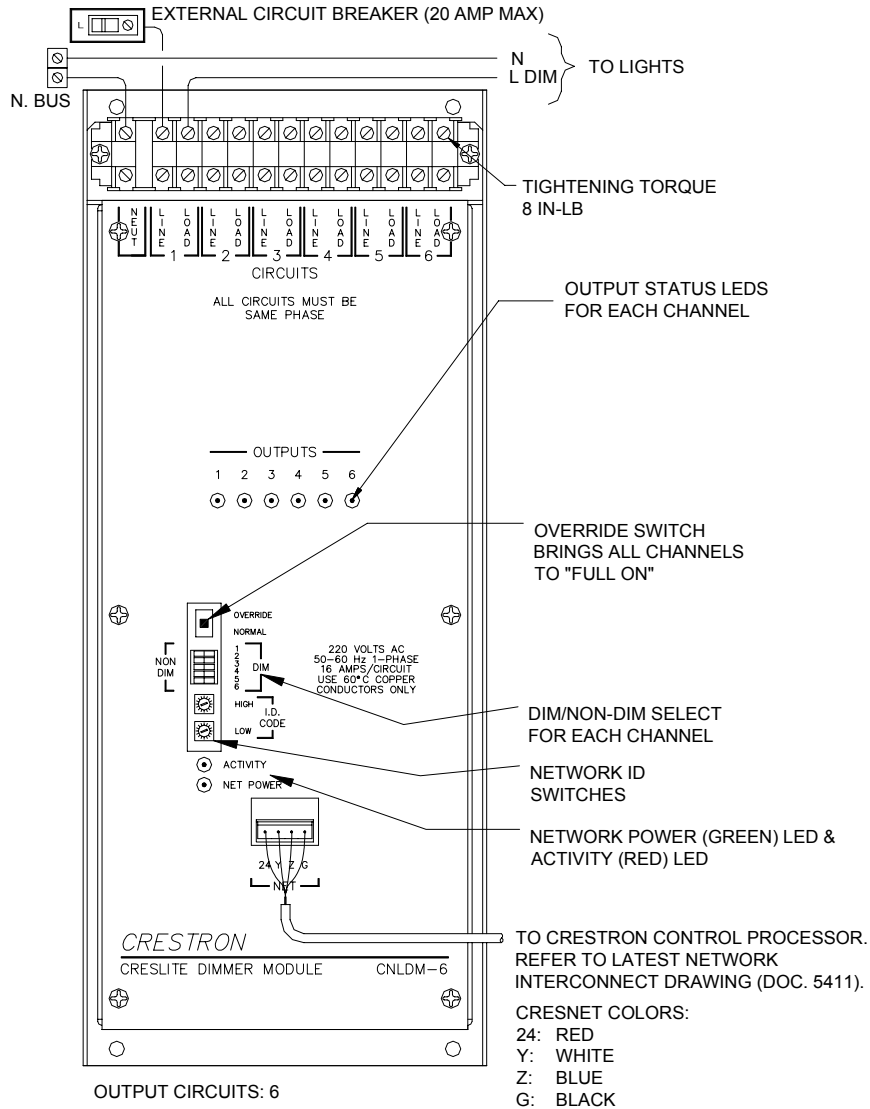 EXTERNAL CIRCUIT BREAKER (20 AMP MAX)
L
N
L DIM
TO LIGHTS
N. BUS
TIGHTENING TORQUE
8 IN-LB
NEUT
LINE LOAD LINE LOAD LINE LOAD LINE LOAD LINE LOAD LINE LOAD
1 2 3 4 5 6
CIRCUITS
ALL CIRCUITS MUST BE
SAME PHASE
OUTPUT STATUS LEDS
FOR EACH CHANNEL
OUTPUTS
1 2 3 4 5 6
OVERRIDE SWITCH
BRINGS ALL CHANNELS
TO "FULL ON"
OVERRIDE
NORMAL
NON
DIM
1
2
3
4
5
6
DIM
220 VOLTS AC
50-60 Hz 1-PHASE
16 AMPS/CIRCUIT
USE 60°C COPPER
CONDUCTORS ONLY
HIGH
LOW
I.D.
CODE
DIM/NON-DIM SELECT
FOR EACH CHANNEL
ACTIVITY
NET POWER
NETWORK ID
SWITCHES
NETWORK POWER (GREEN) LED &
ACTIVITY (RED) LED
24 Y Z G
NET
TO CRESTRON CONTROL PROCESSOR.
REFER TO LATEST NETWORK
INTERCONNECT DRAWING (DOC. 5411).
CRESTRON
CRESLITE DIMMER MODULE CNLDM-6
CRESNET COLORS:
24: RED
Y: WHITE
Z: BLUE
G: BLACK
OUTPUT CIRCUITS: 6